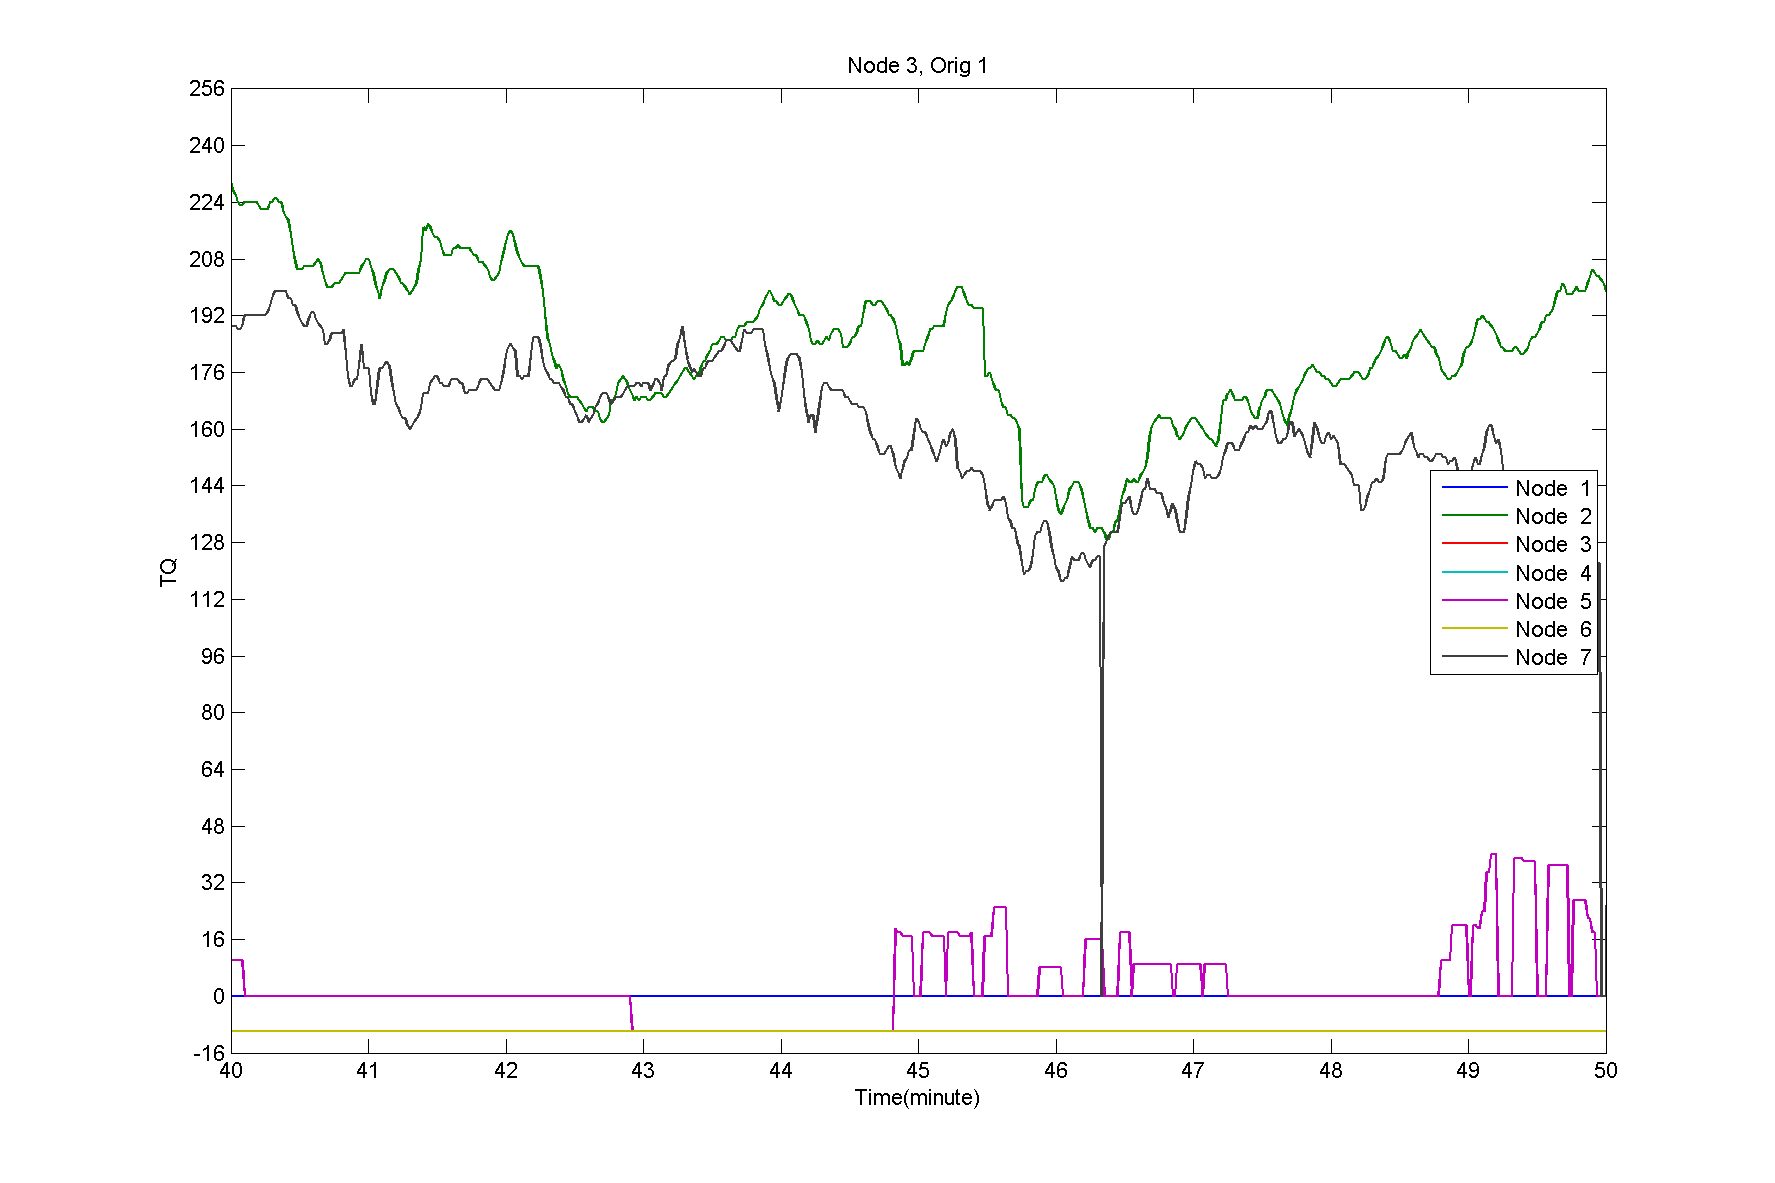 Node 3, Orig 1
256
240
224
208
192
176
160
144
128
112
96
80
64
48
32
16
0
-16
TQ
Node 1
Node 2
Node 3
Node 4
Node 5
Node 6
Node 7
40 41 42 43 44 45 46 47 48 49 50
Time(minute)